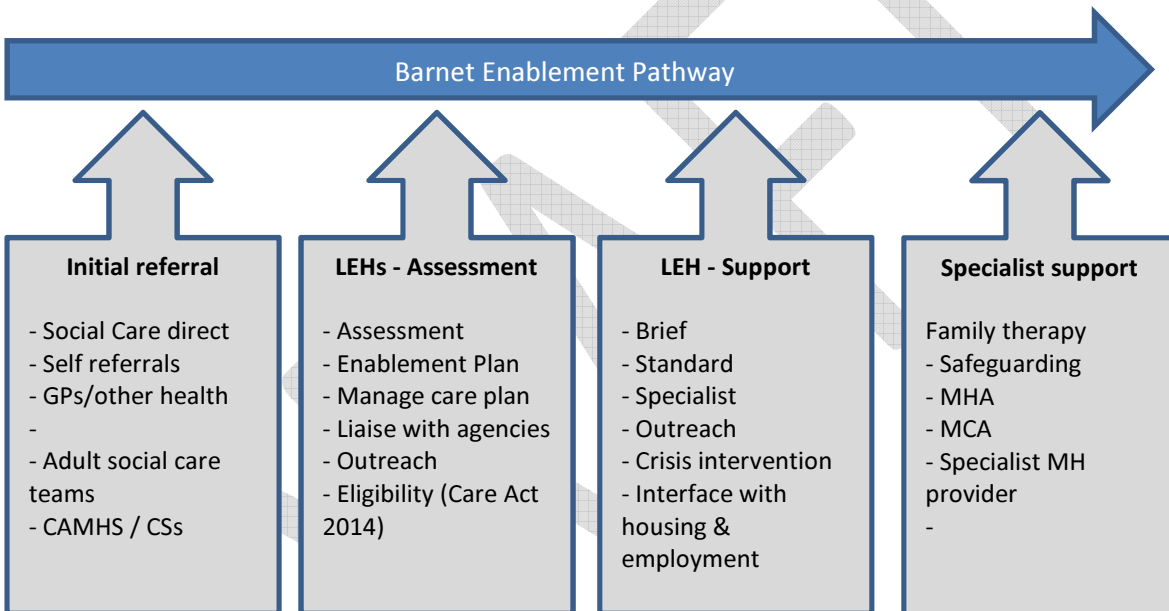 Barnet Enablement Pathway
Initial referral
- Social Care direct
- Self referrals
- GPs/other health
-
- Adult social care
teams
- CAMHS / CSs
LEHs - Assessment
- Assessment
- Enablement Plan
- Manage care plan
- Liaise with agencies
- Outreach
- Eligibility (Care Act
2014)
LEH - Support
- Brief
- Standard
- Specialist
- Outreach
- Crisis intervention
- Interface with
housing &
employment
Specialist support
Family therapy
- Safeguarding
- MHA
- MCA
- Specialist MH
provider
-